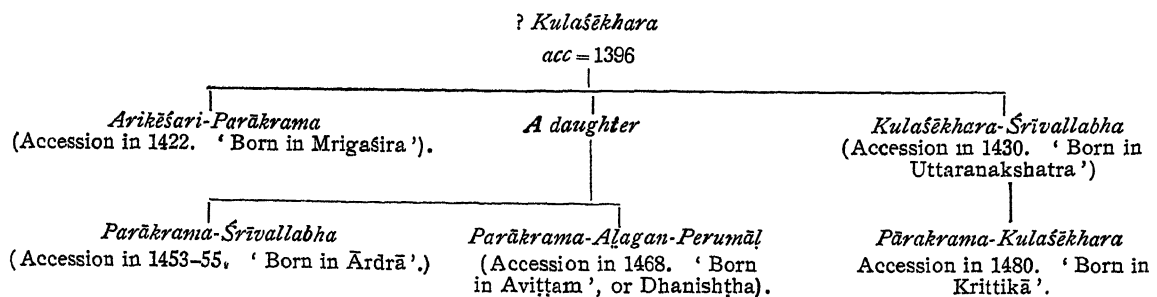 ? Kulaśēkhara
acc = 1396
Arikēśari-Parākrama
(Accession in 1422. ‘ Born in Mrigaśira ’).
A daughter
Kulaśēkhara-Śrīvallabha
(Accession in 1430. ‘ Born in
Uttaranakshatra ’)
Parākrama-Śrīvallabha
(Accession in 1453-55. ‘ Born in Ārdrā ’.)
Parākrama-Aḻagan-Perumāḷ
(Accession in 1468. ‘ Born
in Aviṭṭam ’, or Dhanishṭha).
Pārakrama-Kulaśēkhara
Accession in 1480. ‘ Born in
Krittikā ’.